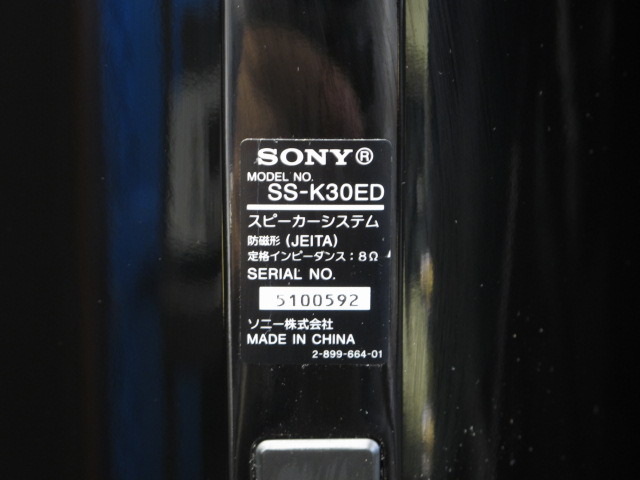 SONY®
MODEL NO.
SS-K30ED
スピーカーシステム
防磁形 (JEITA)
定格インピーダンス：8Ω
SERIAL NO.
5100592
ソニー株式会社
MADE IN CHINA
2-899-664-01